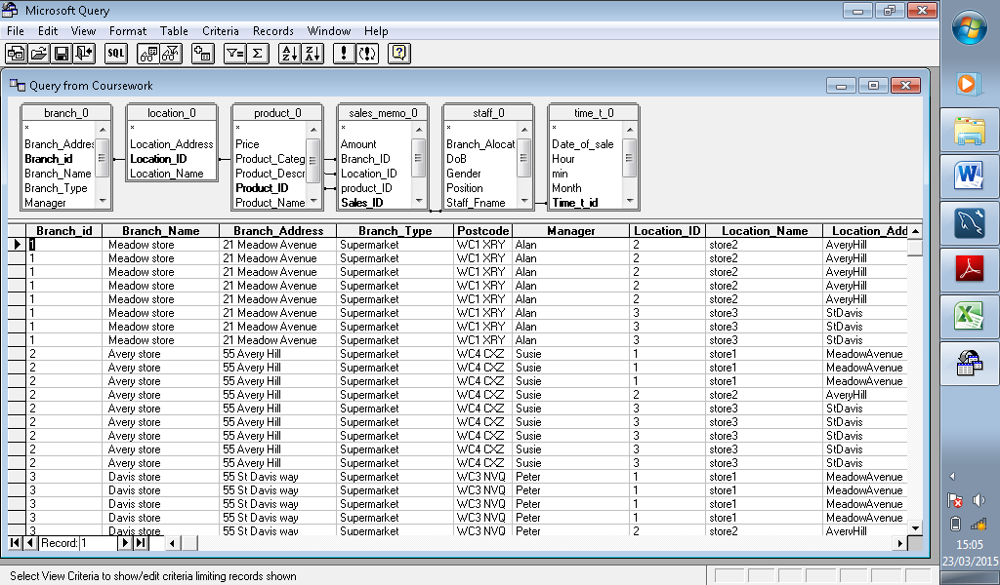 Microsoft Query
File Edit View Format Table Criteria Records Window Help
SQL
Query from Coursework
branch_0 location_0 product_0 sales_memo_0 staff_0 time_t_0
* * * * * *
Branch_Addres Location_Address Price Amount Branch_Alocat Date_of_sale
Branch_id Location_ID Product_Categ Branch_ID DoB Hour
Branch_Name Location_Name Product_Descr Location_ID Gender min
Branch_Type Product_ID product_ID Position Month
Manager Product_Name Sales_ID Staff_Fname Time_t_id
Branch_id Branch_Name Branch_Address Branch_Type Postcode Manager Location_ID Location_Name Location_Add
1 Meadow store 21 Meadow Avenue Supermarket WC1 XRY Alan 2 store2 AveryHill
1 Meadow store 21 Meadow Avenue Supermarket WC1 XRY Alan 2 store2 AveryHill
1 Meadow store 21 Meadow Avenue Supermarket WC1 XRY Alan 2 store2 AveryHill
1 Meadow store 21 Meadow Avenue Supermarket WC1 XRY Alan 2 store2 AveryHill
1 Meadow store 21 Meadow Avenue Supermarket WC1 XRY Alan 2 store2 AveryHill
1 Meadow store 21 Meadow Avenue Supermarket WC1 XRY Alan 3 store3 StDavis
1 Meadow store 21 Meadow Avenue Supermarket WC1 XRY Alan 3 store3 StDavis
1 Meadow store 21 Meadow Avenue Supermarket WC1 XRY Alan 3 store3 StDavis
2 Avery store 55 Avery Hill Supermarket WC4 CXZ Susie 1 store1 MeadowAvenue
2 Avery store 55 Avery Hill Supermarket WC4 CXZ Susie 1 store1 MeadowAvenue
2 Avery store 55 Avery Hill Supermarket WC4 CXZ Susie 1 store1 MeadowAvenue
2 Avery store 55 Avery Hill Supermarket WC4 CXZ Susie 2 store2 AveryHill
2 Avery store 55 Avery Hill Supermarket WC4 CXZ Susie 3 store3 StDavis
2 Avery store 55 Avery Hill Supermarket WC4 CXZ Susie 3 store3 StDavis
2 Avery store 55 Avery Hill Supermarket WC4 CXZ Susie 3 store3 StDavis
2 Avery store 55 Avery Hill Supermarket WC4 CXZ Susie 3 store3 StDavis
2 Avery store 55 Avery Hill Supermarket WC4 CXZ Susie 3 store3 StDavis
3 Davis store 55 St Davis way Supermarket WC3 NVQ Peter 1 store1 MeadowAvenue
3 Davis store 55 St Davis way Supermarket WC3 NVQ Peter 1 store1 MeadowAvenue
3 Davis store 55 St Davis way Supermarket WC3 NVQ Peter 1 store1 MeadowAvenue
3 Davis store 55 St Davis way Supermarket WC3 NVQ Peter 1 store1 MeadowAvenue
3 Davis store 55 St Davis way Supermarket WC3 NVQ Peter 2 store2 AveryHill
Record: 1
Select View Criteria to show/edit criteria limiting records shown
15:05
23/03/2015